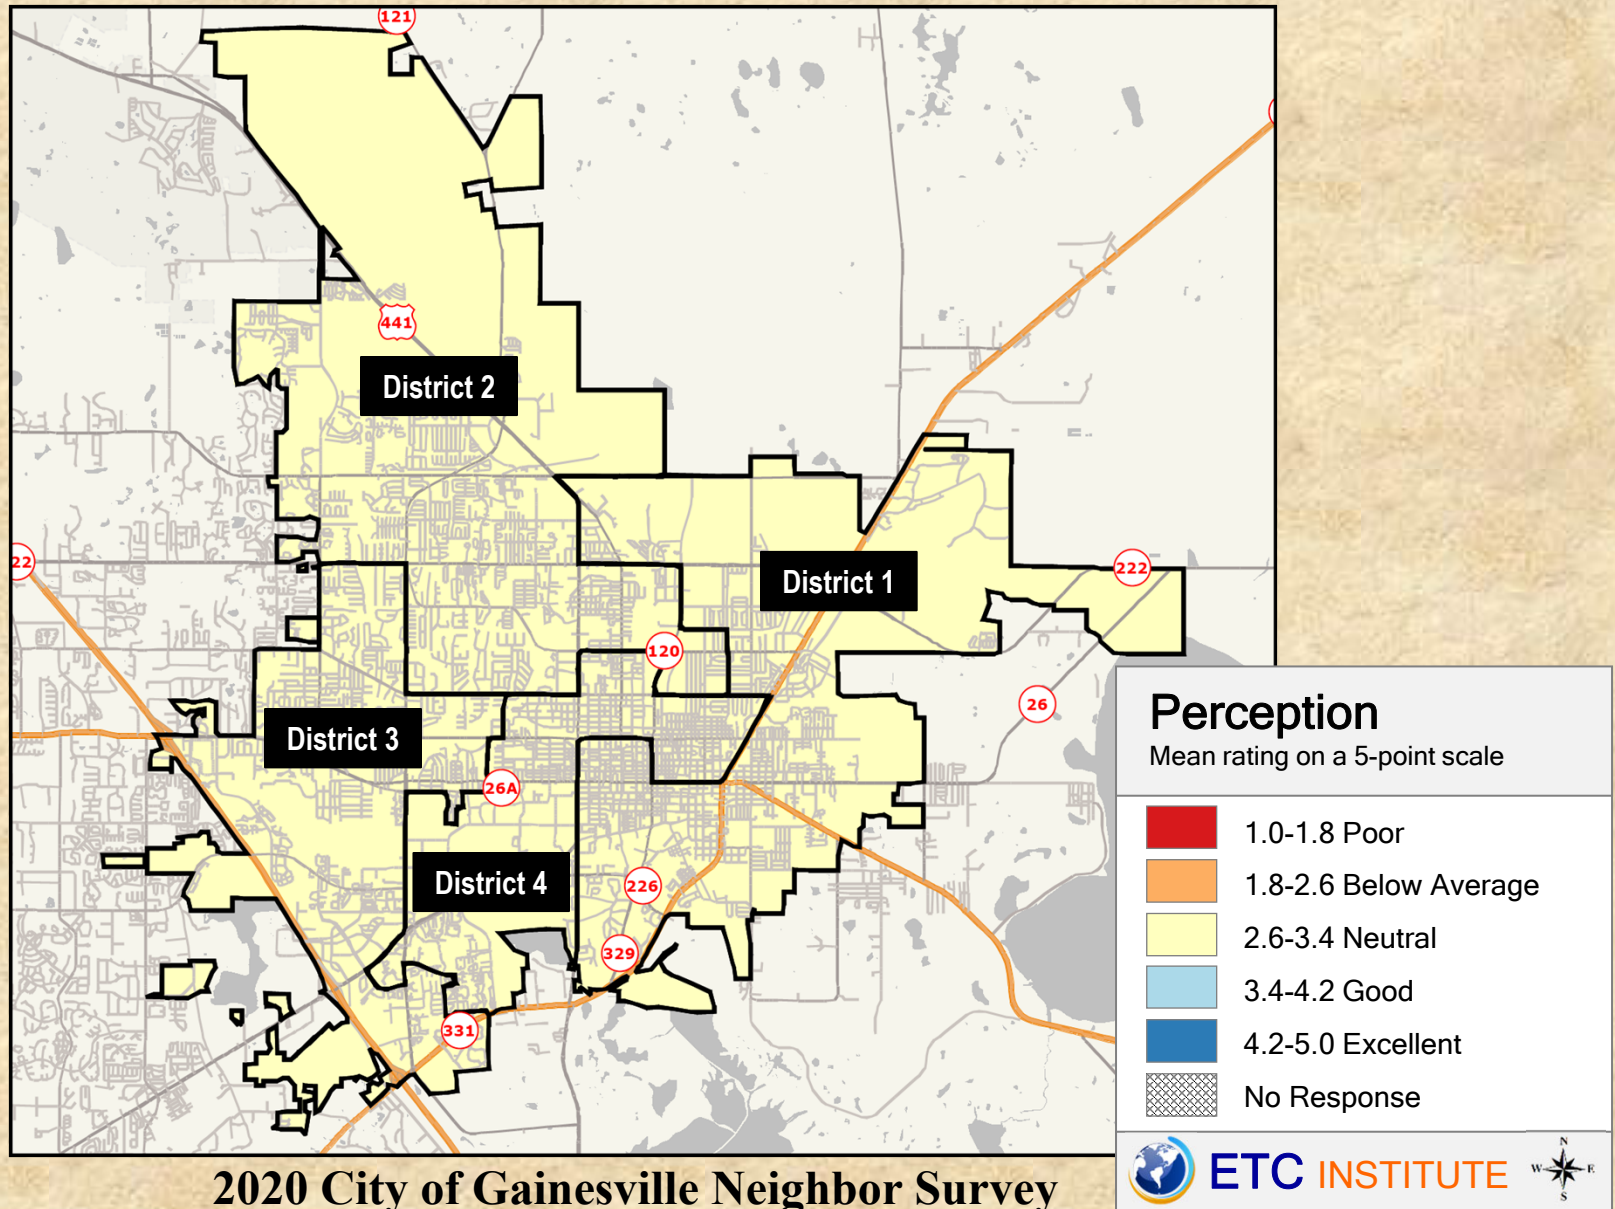 121
441
District 2
District 1
222
22
120
26
District 3
26A
District 4
226
329
331
Perception
Mean rating on a 5-point scale
1.0-1.8 Poor
1.8-2.6 Below Average
2.6-3.4 Neutral
3.4-4.2 Good
4.2-5.0 Excellent
No Response
ETC INSTITUTE
N
W E
S
2020 City of Gainesville Neighbor Survey